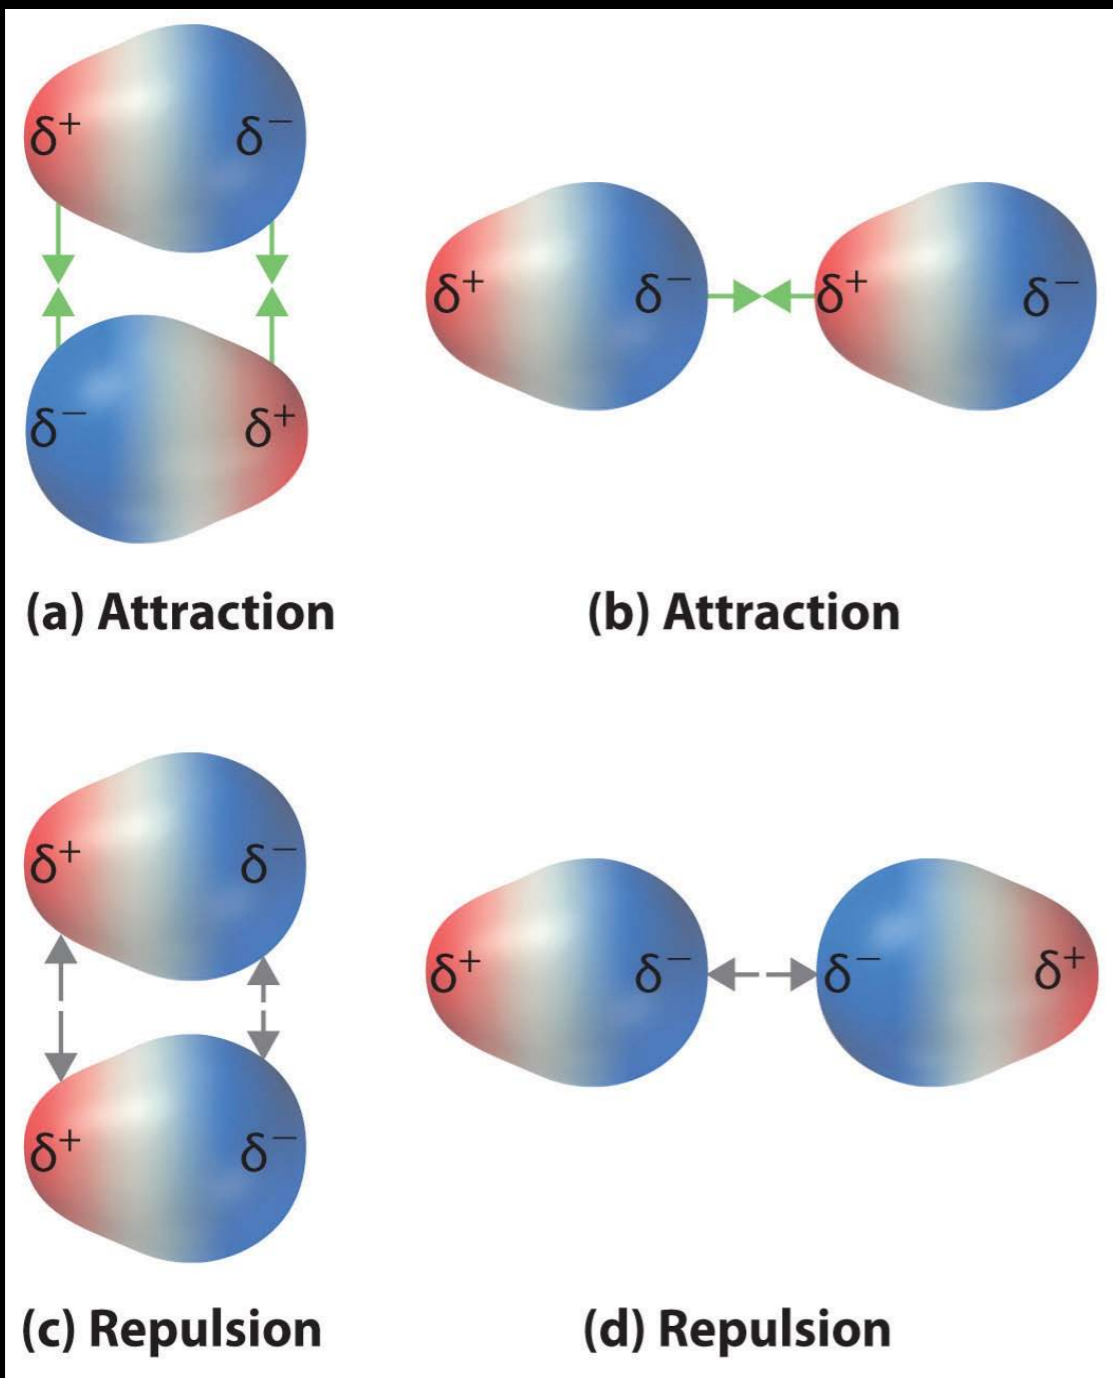 δ+ δ−
δ− δ+
(a) Attraction
δ+ δ− δ+ δ−
(b) Attraction
δ+ δ−
δ+ δ−
(c) Repulsion
δ+ δ− δ− δ+
(d) Repulsion